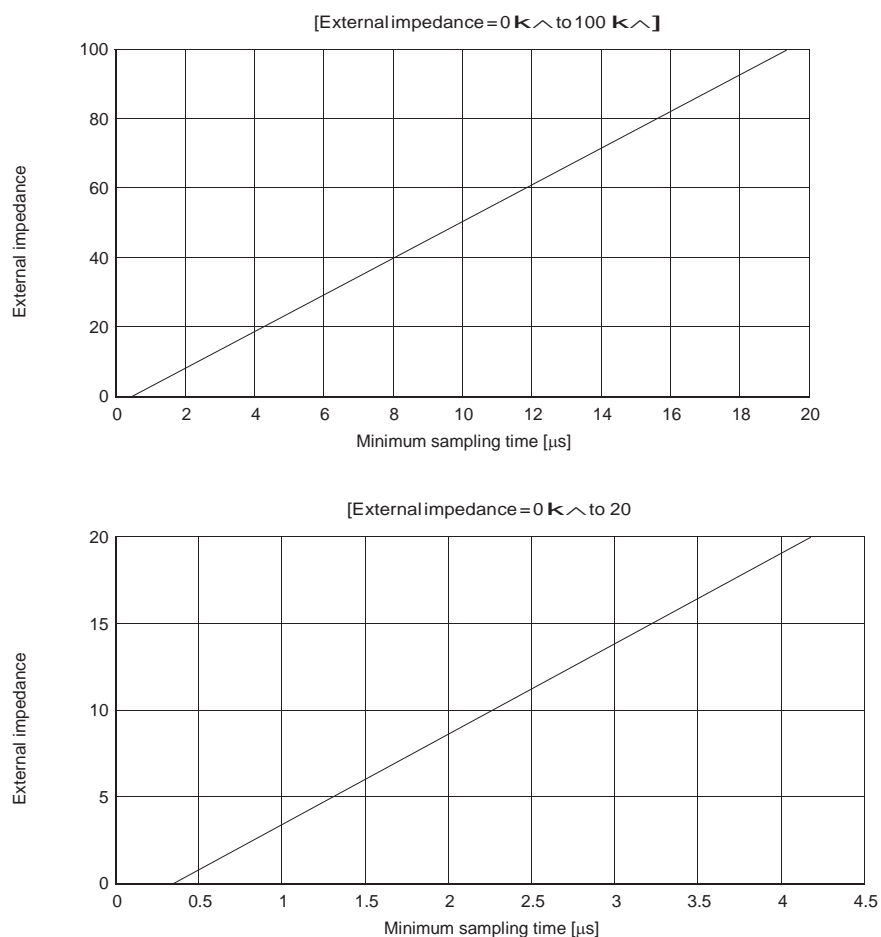 [External impedance = 0 k︿ to 100 k︿]
100
80
60
40
20
0
External impedance
0 2 4 6 8 10 12 14 16 18 20
Minimum sampling time [μs]
[External impedance = 0 k︿ to 20
20
15
10
5
0
External impedance
0 0.5 1 1.5 2 2.5 3 3.5 4 4.5
Minimum sampling time [μs]